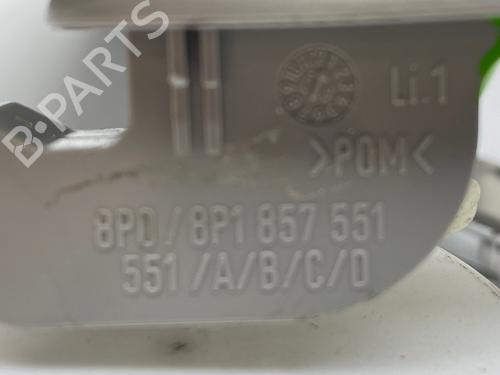 B-PARTS
Li.1
>POM<
8P0/8P1 857 551
551/A/B/C/D